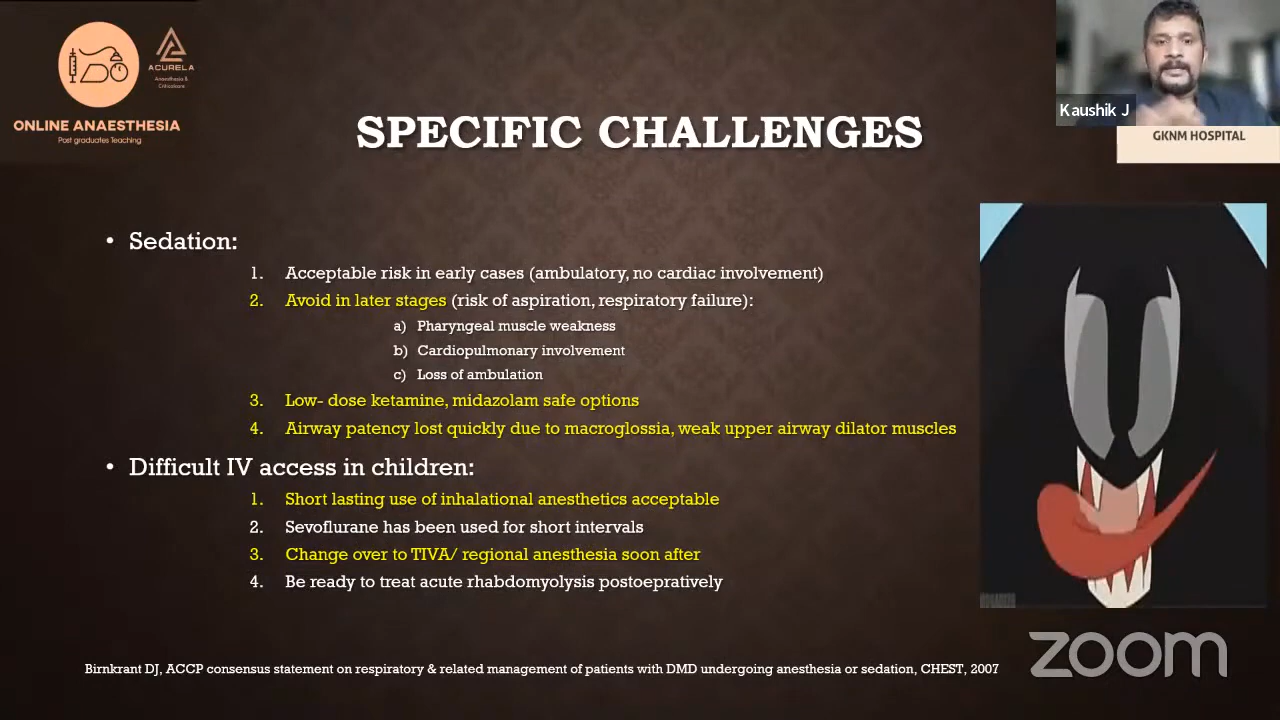 ONLINE ANAESTHESIA
Post graduates Teaching
ACURELA
Anaesthesia &
Criticalcare
Kaushik J
GKNM HOSPITAL
SPECIFIC CHALLENGES
• Sedation:
1. Acceptable risk in early cases (ambulatory, no cardiac involvement)
2. Avoid in later stages (risk of aspiration, respiratory failure):
a) Pharyngeal muscle weakness
b) Cardiopulmonary involvement
c) Loss of ambulation
3. Low- dose ketamine, midazolam safe options
4. Airway patency lost quickly due to macroglossia, weak upper airway dilator muscles
• Difficult IV access in children:
1. Short lasting use of inhalational anesthetics acceptable
2. Sevoflurane has been used for short intervals
3. Change over to TIVA/ regional anesthesia soon after
4. Be ready to treat acute rhabdomyolysis postoepratively
Birnkrant DJ, ACCP consensus statement on respiratory & related management of patients with DMD undergoing anesthesia or sedation, CHEST, 2007
zoom